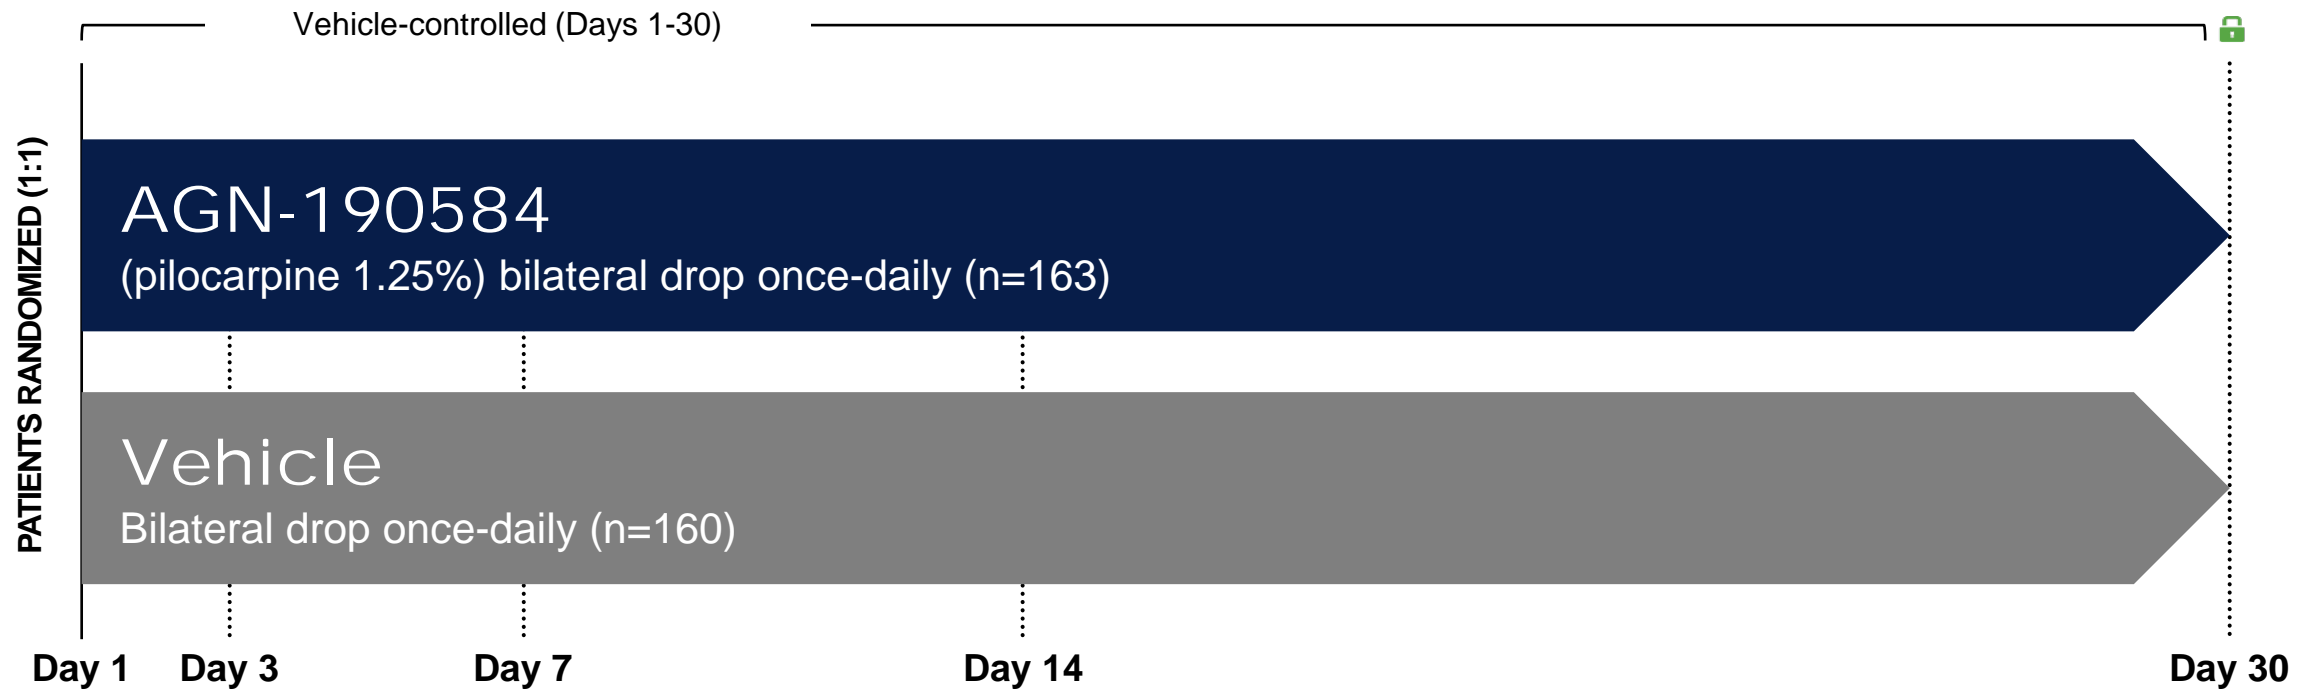 Vehicle-controlled (Days 1-30)
PATIENTS RANDOMIZED (1:1)
AGN-190584
(pilocarpine 1.25%) bilateral drop once-daily (n=163)
Vehicle
Bilateral drop once-daily (n=160)
Day 1 Day 3 Day 7 Day 14 Day 30